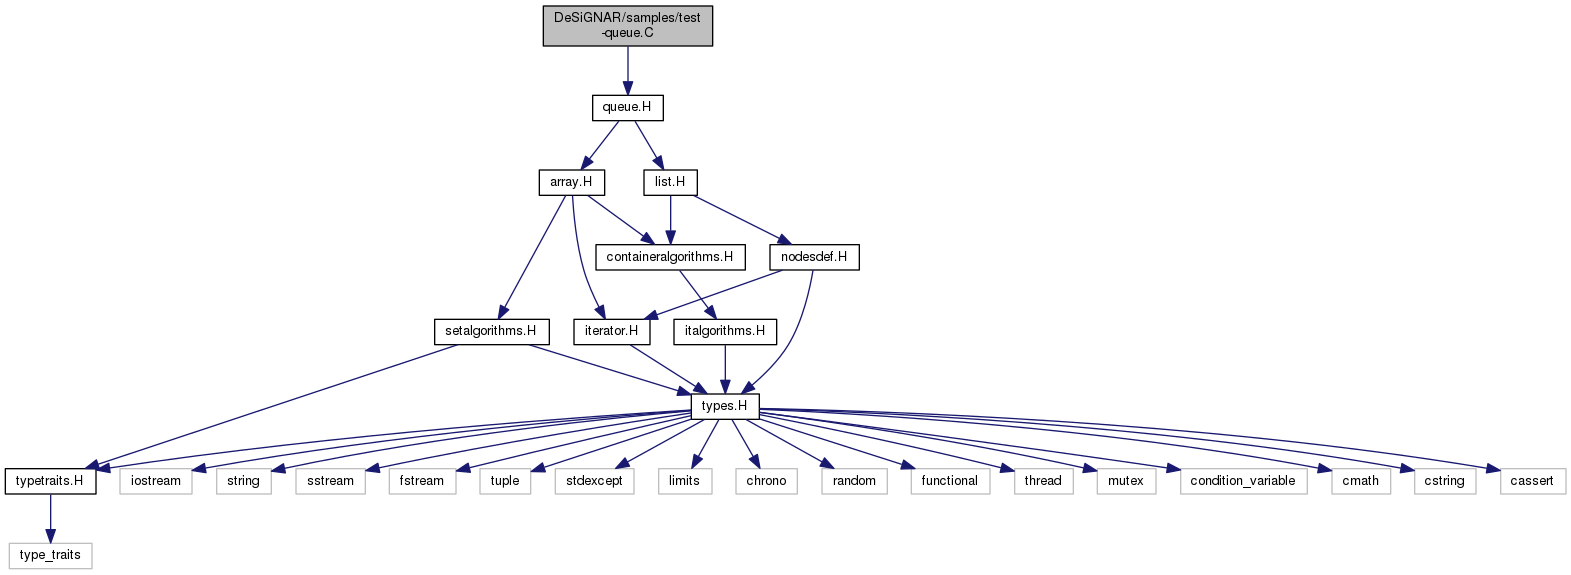 DeSiGNAR/samples/test
-queue.C
queue.H
array.H
list.H
containeralgorithms.H
nodesdef.H
setalgorithms.H
iterator.H
italgorithms.H
types.H
typetraits.H
iostream
string
sstream
fstream
tuple
stdexcept
limits
chrono
random
functional
thread
mutex
condition_variable
cmath
cstring
cassert
type_traits